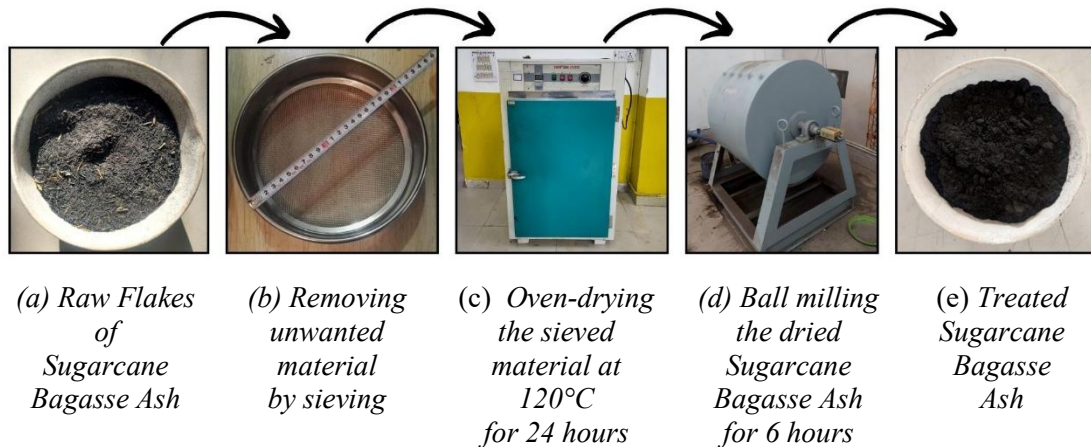 (a) Raw Flakes
of
Sugarcane
Bagasse Ash
(b) Removing
unwanted
material
by sieving
(c) Oven-drying
the sieved
material at
120°C
for 24 hours
(d) Ball milling
the dried
Sugarcane
Bagasse Ash
for 6 hours
(e) Treated
Sugarcane
Bagasse
Ash